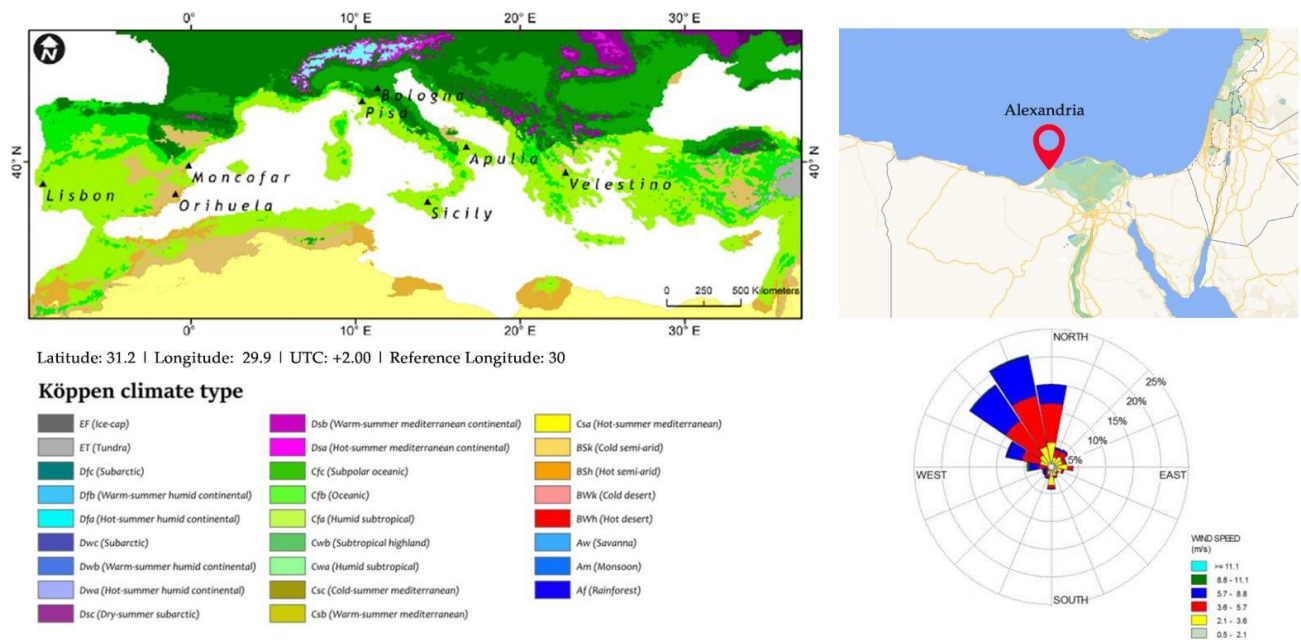 0°
10° E
20° E
30° E
N
40° N
40° N
Bologna
Pisa
Apulia
Moncofar
Velestino
Lisbon
Orihuela
Sicily
0 250 500 Kilometers
0°
10° E
20° E
30° E
Alexandria
Latitude: 31.2 | Longitude: 29.9 | UTC: +2.00 | Reference Longitude: 30
Köppen climate type
EF (Ice-cap)
ET (Tundra)
Dfc (Subarctic)
Dfb (Warm-summer humid continental)
Dfa (Hot-summer humid continental)
Dwc (Subarctic)
Dwb (Warm-summer humid continental)
Dwa (Hot-summer humid continental)
Dsc (Dry-summer subarctic)
Dsb (Warm-summer mediterranean continental)
Dsa (Hot-summer mediterranean continental)
Cfc (Subpolar oceanic)
Cfb (Oceanic)
Cfa (Humid subtropical)
Cwb (Subtropical highland)
Cwa (Humid subtropical)
Csc (Cold-summer mediterranean)
Csb (Warm-summer mediterranean)
Csa (Hot-summer mediterranean)
BSk (Cold semi-arid)
BSh (Hot semi-arid)
BWk (Cold desert)
BWh (Hot desert)
Aw (Savanna)
Am (Monsoon)
Af (Rainforest)
NORTH
25%
20%
15%
10%
5%
WEST
EAST
SOUTH
WIND SPEED
(m/s)
>= 11.1
8.8 - 11.1
5.7 - 8.8
3.6 - 5.7
2.1 - 3.6
0.5 - 2.1